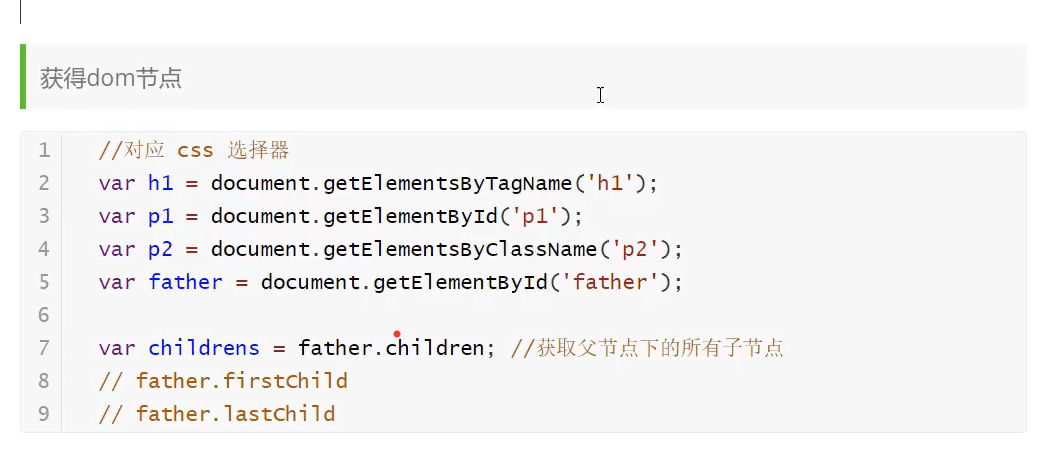 获得dom节点
1 //对应 css 选择器
2 var h1 = document.getElementsByTagName('h1');
3 var p1 = document.getElementById('p1');
4 var p2 = document.getElementsByClassName('p2');
5 var father = document.getElementById('father');
6
7 var childrens = father.children; //获取父节点下的所有子节点
8 // father.firstChild
9 // father.lastChild